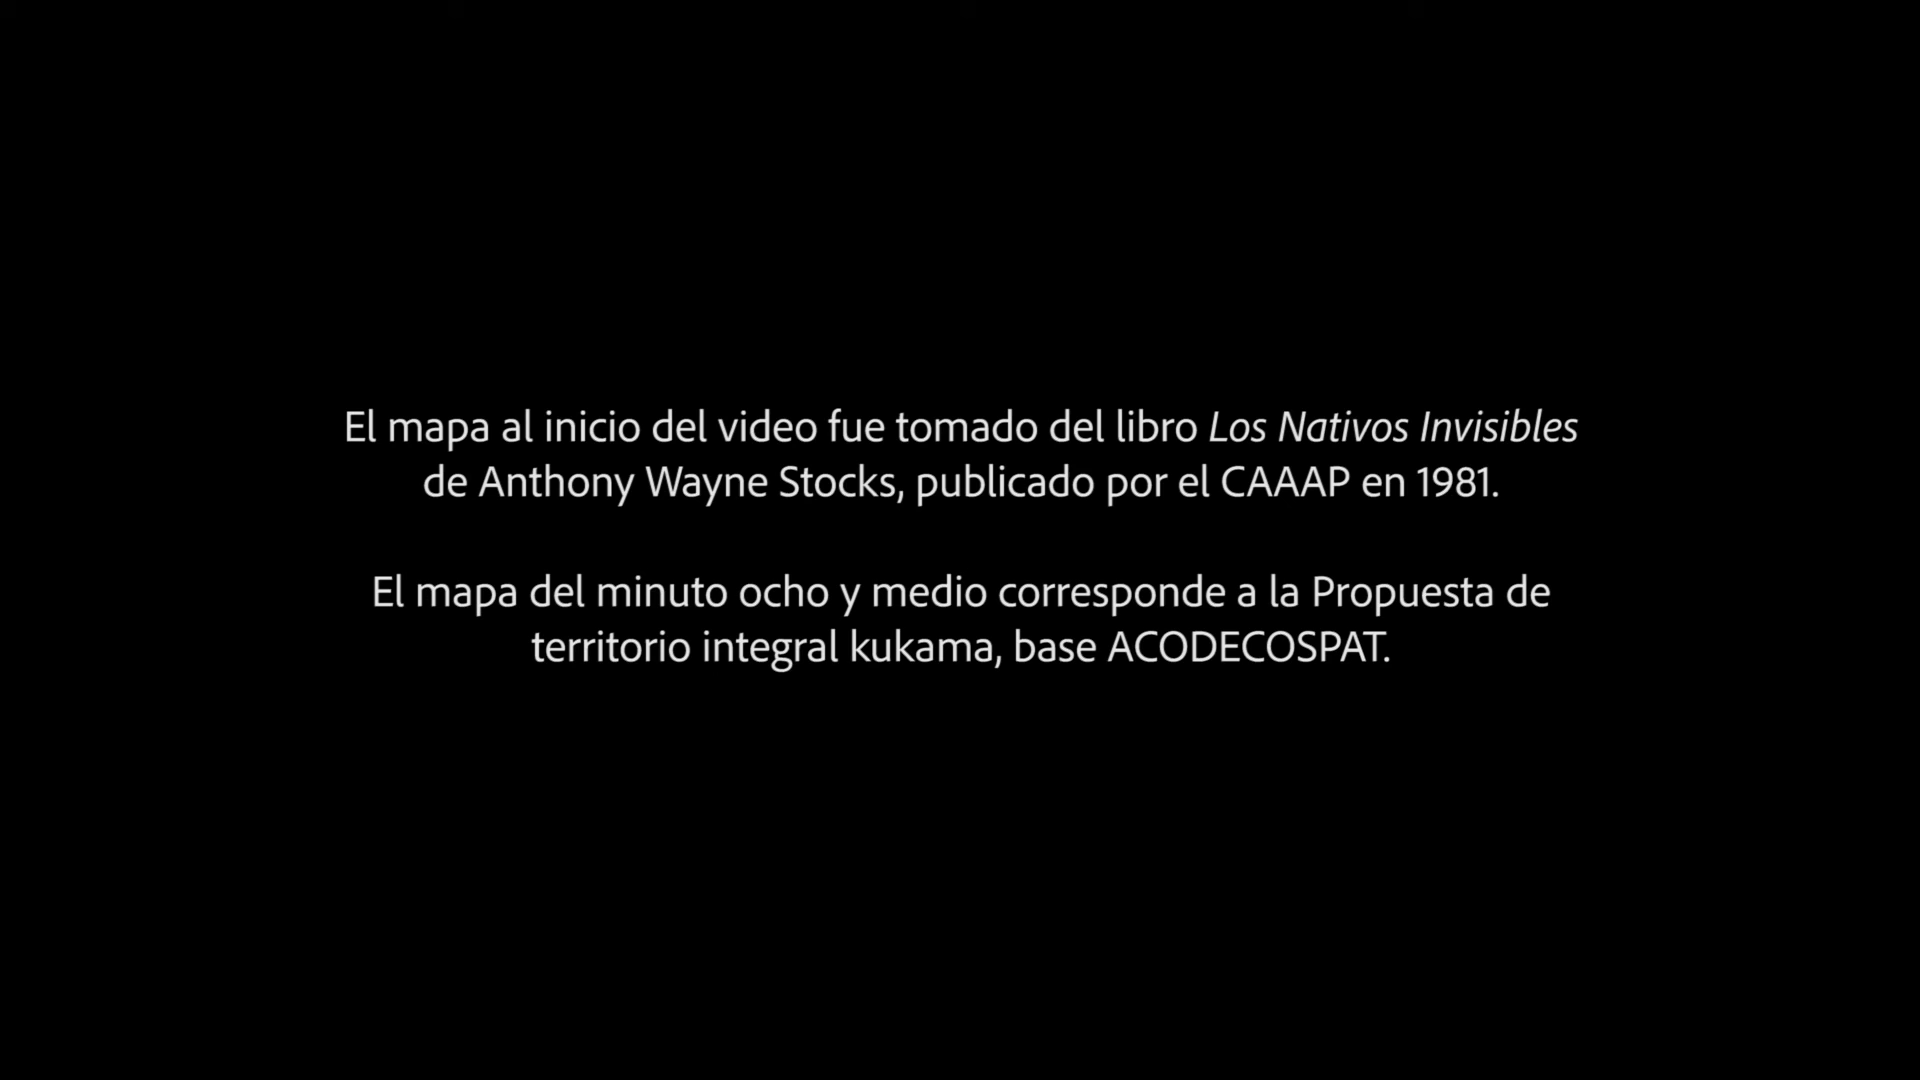 El mapa al inicio del video fue tomado del libro Los Nativos Invisibles
de Anthony Wayne Stocks, publicado por el CAAAP en 1981.
El mapa del minuto ocho y medio corresponde a la Propuesta de
territorio integral kukama, base ACODECOSPAT.